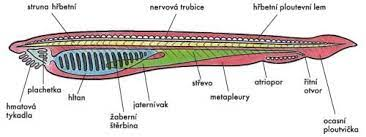 struna hřbetní
nervová trubice
hřbetní ploutevní lem
plachetka
hmatová
tykadla
hltan
žaberní
štěrbina
jaterní­vak
střevo
metapleury
atriopor
řitní
otvor
ocasní
ploutvička